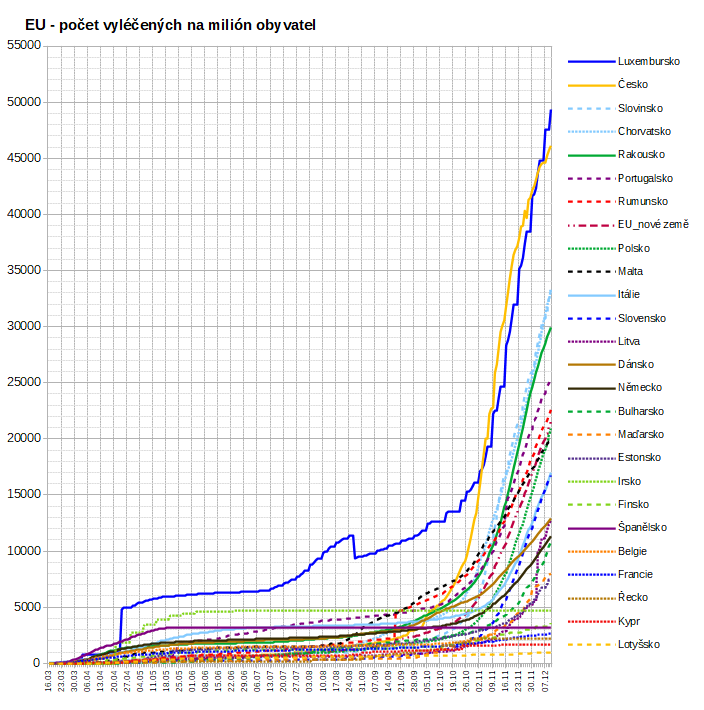 EU - počet vyléčených na milión obyvatel
55000
50000
45000
40000
35000
30000
25000
20000
15000
10000
5000
0
16.03
23.03
30.03
06.04
13.04
20.04
27.04
04.05
11.05
18.05
25.05
01.06
08.06
15.06
22.06
29.06
06.07
13.07
20.07
27.07
03.08
10.08
17.08
24.08
31.08
07.09
14.09
21.09
28.09
05.10
12.10
19.10
26.10
02.11
09.11
16.11
23.11
30.11
07.12
Luxembursko
Česko
Slovinsko
Chorvatsko
Rakousko
Portugalsko
Rumunsko
EU_nové země
Polsko
Malta
Itálie
Slovensko
Litva
Dánsko
Německo
Bulharsko
Maďarsko
Estonsko
Irsko
Finsko
Španělsko
Belgie
Francie
Řecko
Kypr
Lotyšsko